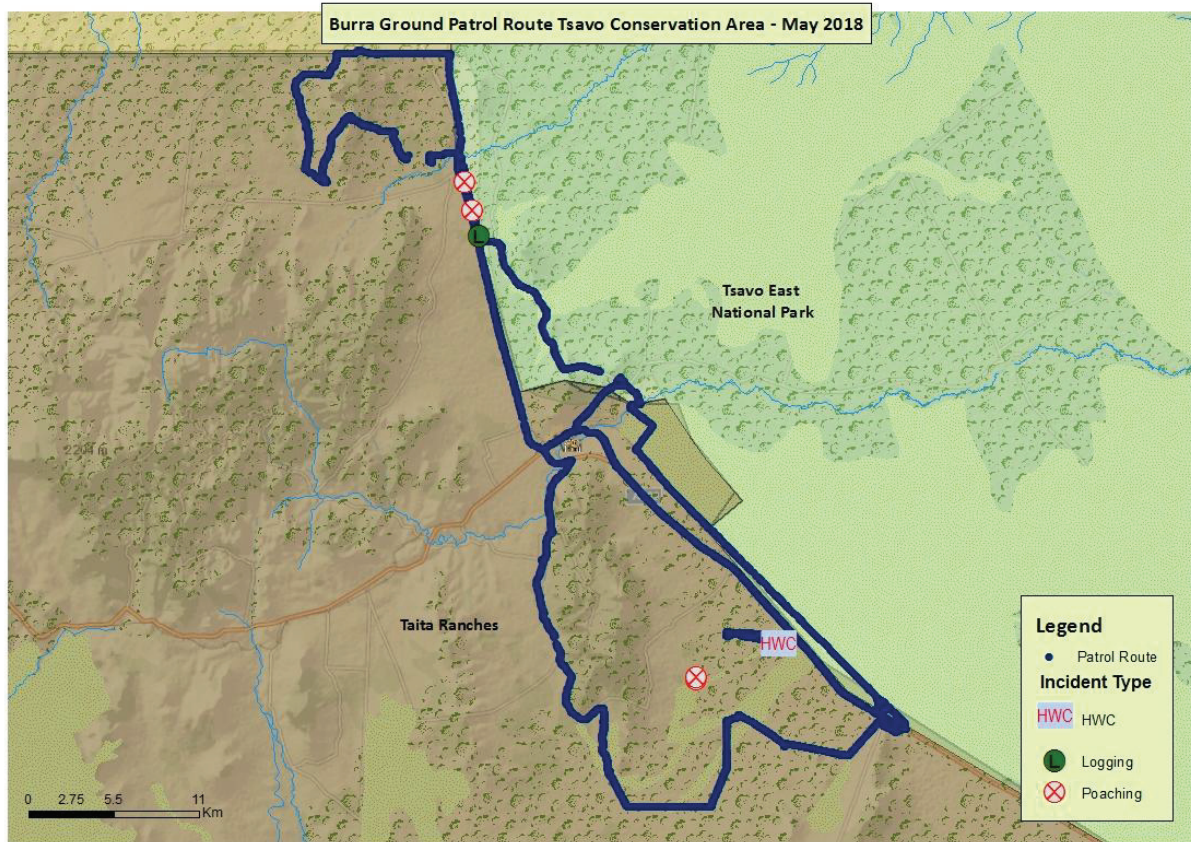 Burra Ground Patrol Route Tsavo Conservation Area - May 2018
L
Tsavo East
National Park
Taita Ranches
HWC
Legend
Patrol Route
Incident Type
HWC HWC
L Logging
Poaching
0 2.75 5.5 11
Km